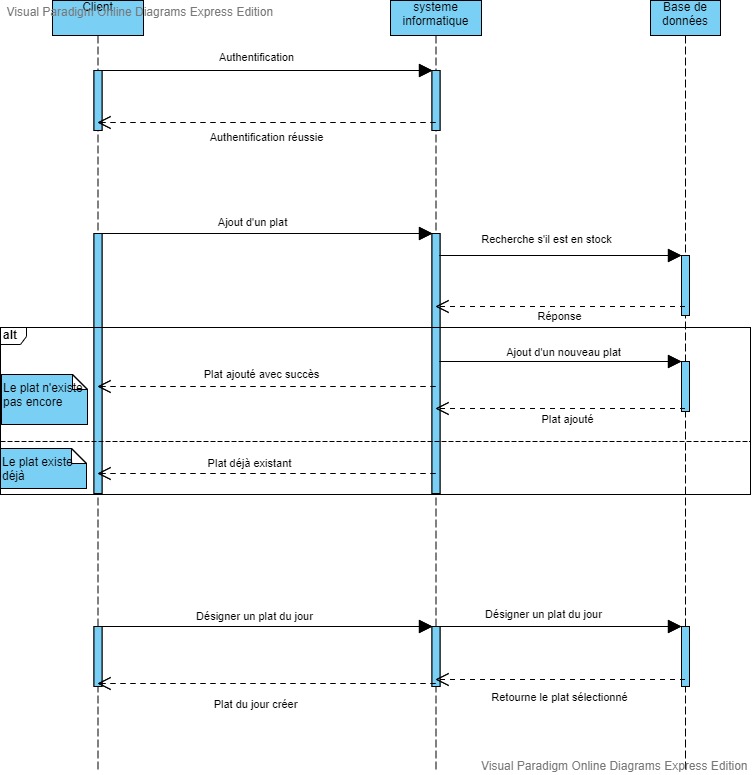 Visual Paradigm Online Diagrams Express Edition
Client
systeme
informatique
Base de
données
Authentification
Authentification réussie
Ajout d'un plat
Recherche s'il est en stock
Réponse
alt
Ajout d'un nouveau plat
Plat ajouté avec succès
Le plat n'existe
pas encore
Plat ajouté
Le plat existe
déjà
Plat déjà existant
Désigner un plat du jour
Désigner un plat du jour
Retourne le plat sélectionné
Plat du jour créer
Visual Paradigm Online Diagrams Express Edition